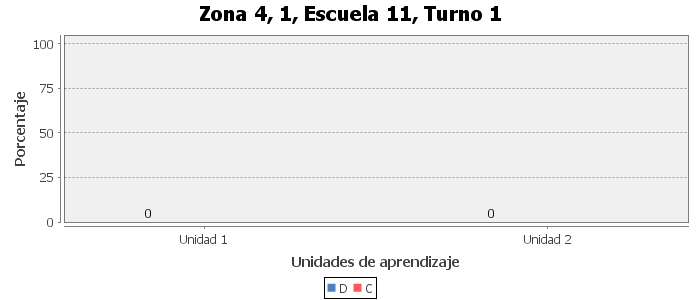 Zona 4, 1, Escuela 11, Turno 1
Porcentaje
100
75
50
25
0
0
0
Unidad 1
Unidad 2
Unidades de aprendizaje
D
C